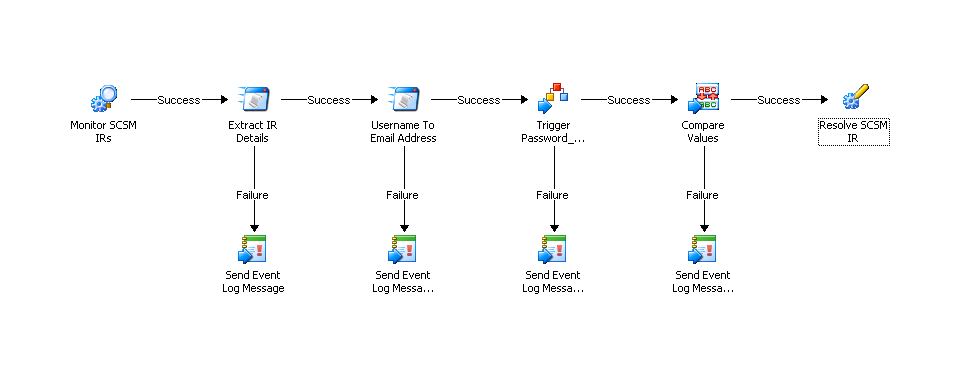 Success
Success
Success
Success
Success
ABC
ABC
Monitor SCSM
IRs
Extract IR
Details
Username To
Email Address
Trigger
Password_...
Compare
Values
Resolve SCSM
IR
Failure
Failure
Failure
Failure
Send Event
Log Message
Send Event
Log Messa...
Send Event
Log Messa...
Send Event
Log Messa...